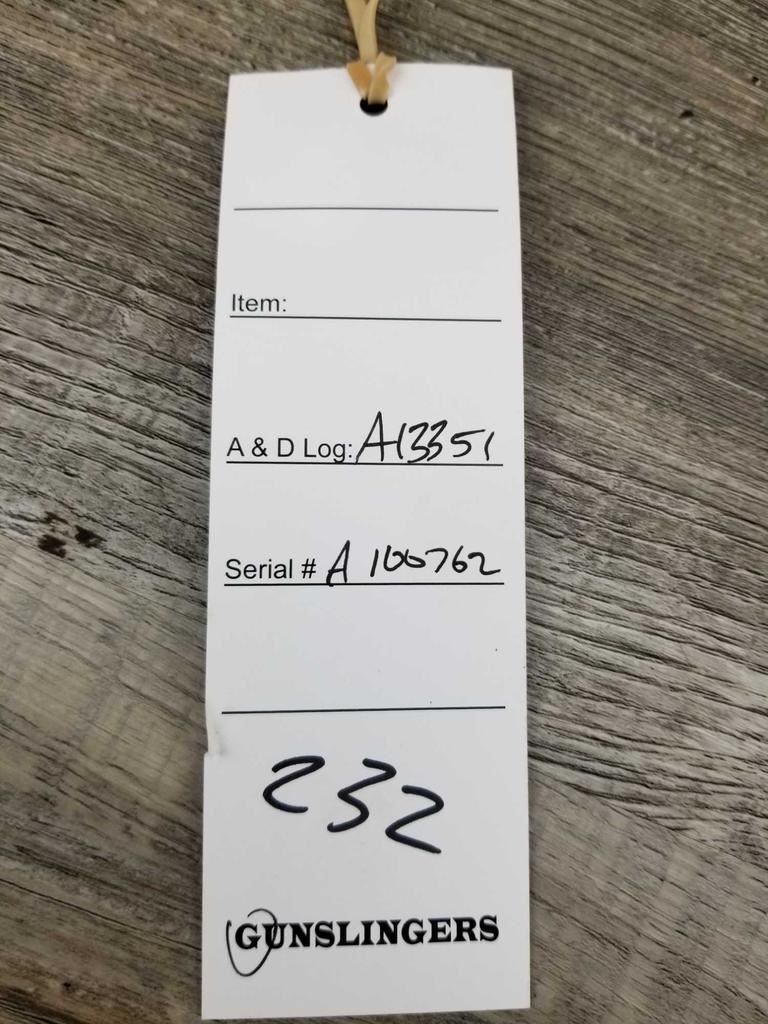 Item:
A & D Log: A13351
Serial # A 100762
232
GUNSLINGERS